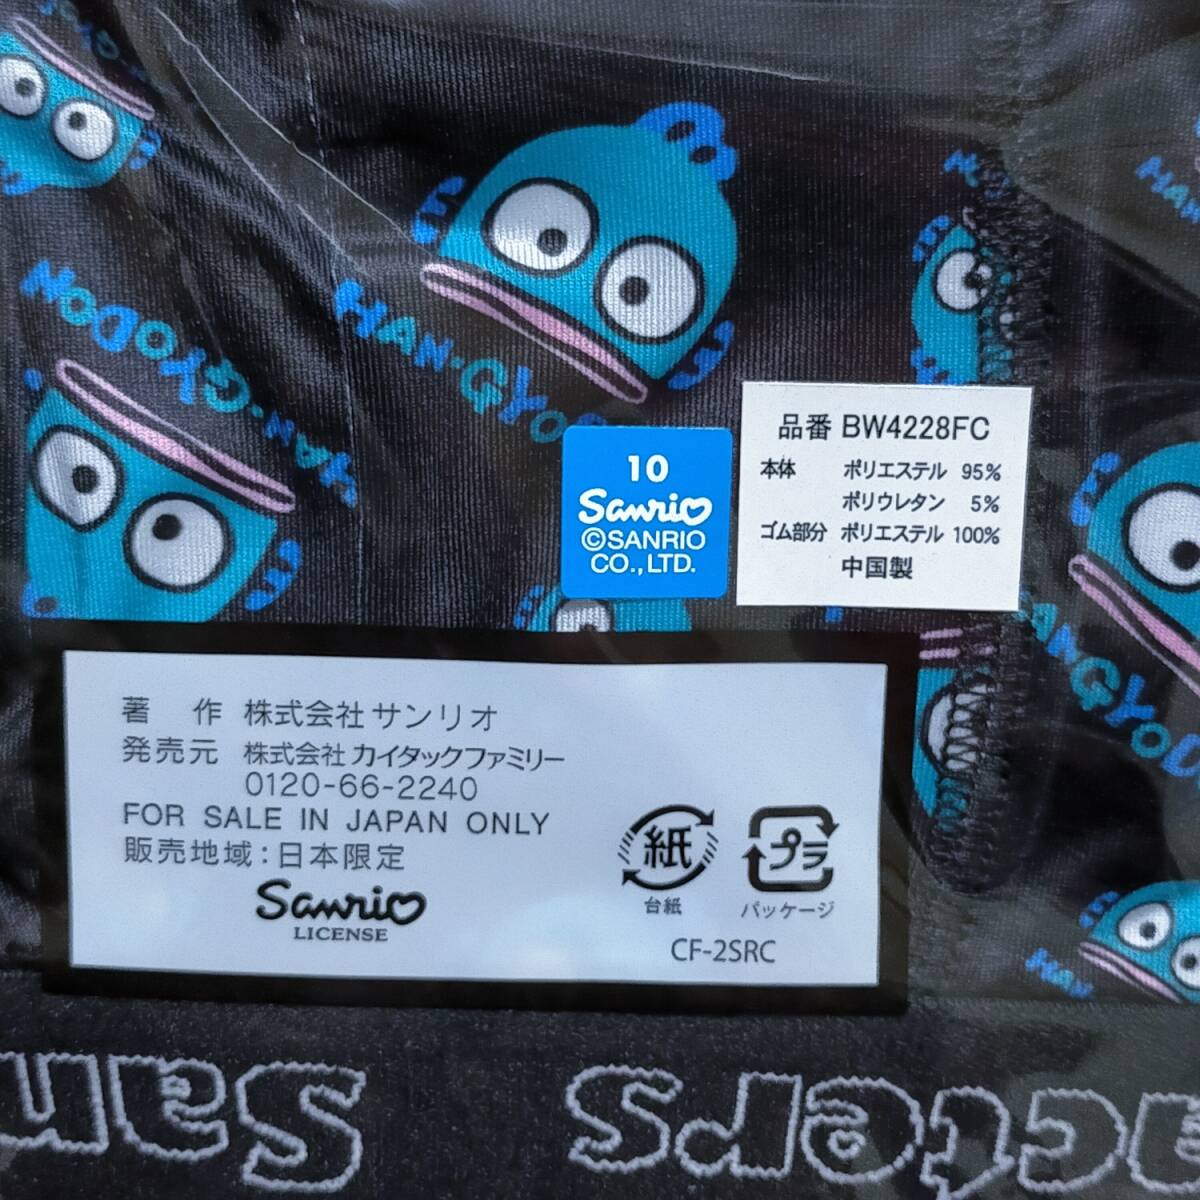 HAN-GYODON
HAN-GYO
HAN-GYODON
10
Sanrio
©SANRIO
CO.,LTD.
品番 BW4228FC
本体 ポリエステル 95%
ポリウレタン 5%
ゴム部分 ポリエステル 100%
中国製
著 作 株式会社 サンリオ
発売元 株式会社 カイタックファミリー
0120-66-2240
FOR SALE IN JAPAN ONLY
販売地域:日本限定
Sanrio
LICENSE
紙
台紙
プラ
パッケージ
CF-2SRC
HAN
San
acters